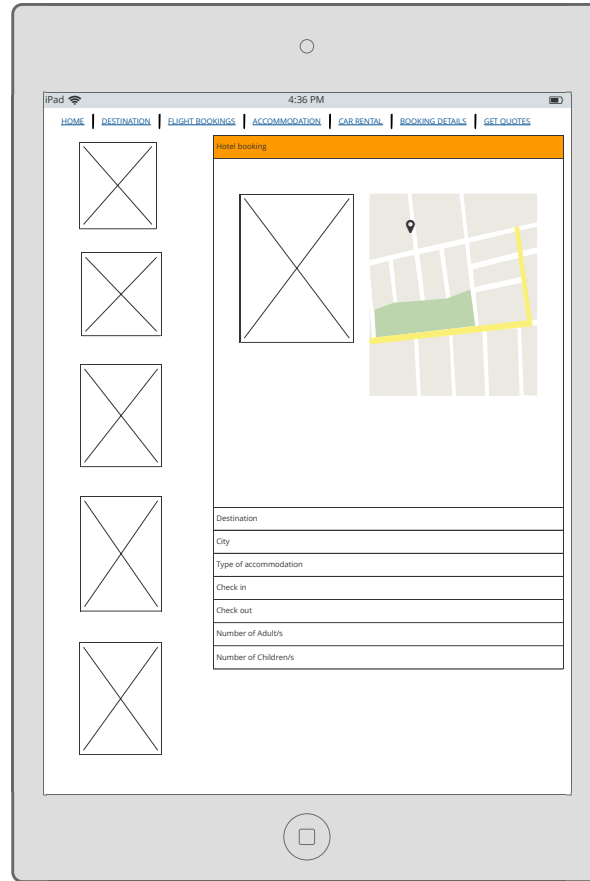 iPad 4:36 PM
HOME DESTINATION FLIGHT BOOKINGS ACCOMMODATION CAR RENTAL BOOKING DETAILS GET QUOTES
Hotel booking
Destination
City
Type of accommodation
Check in
Check out
Number of Adult/s
Number of Children/s